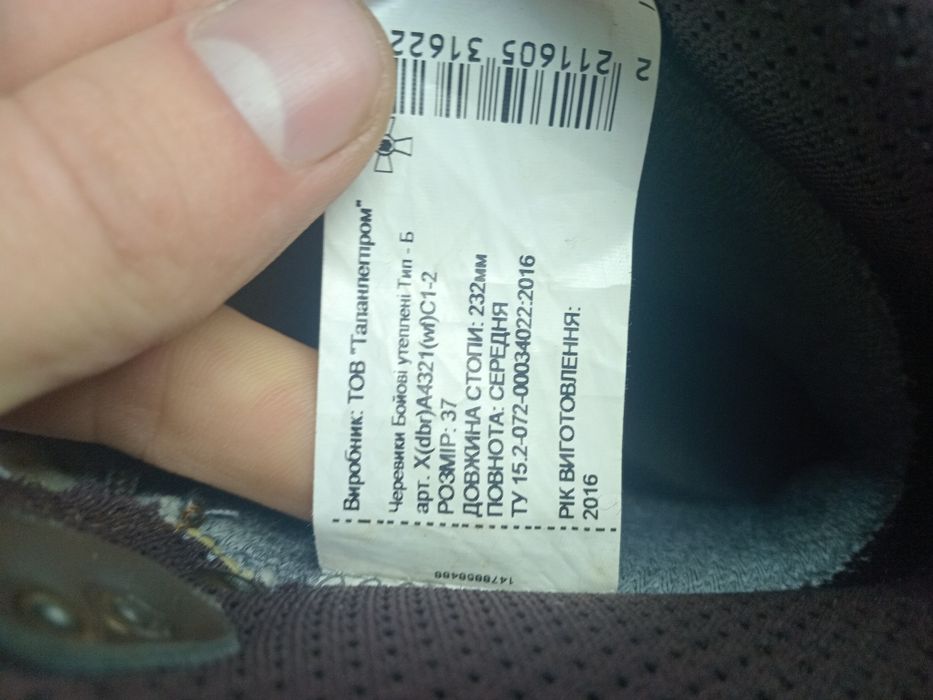 Виробник: ТОВ "Таланлегпром"
Черевики Бойові утеплені Тип - Б
арт. X(dbr)A4321(wl)C1-2
РОЗМІР: 37
ДОВЖИНА СТОПИ: 232мм
ПОВНОТА: СЕРЕДНЯ
ТУ 15.2-072-00034022:2016
РІК ВИГОТОВЛЕННЯ:
2016
2 211605 31622